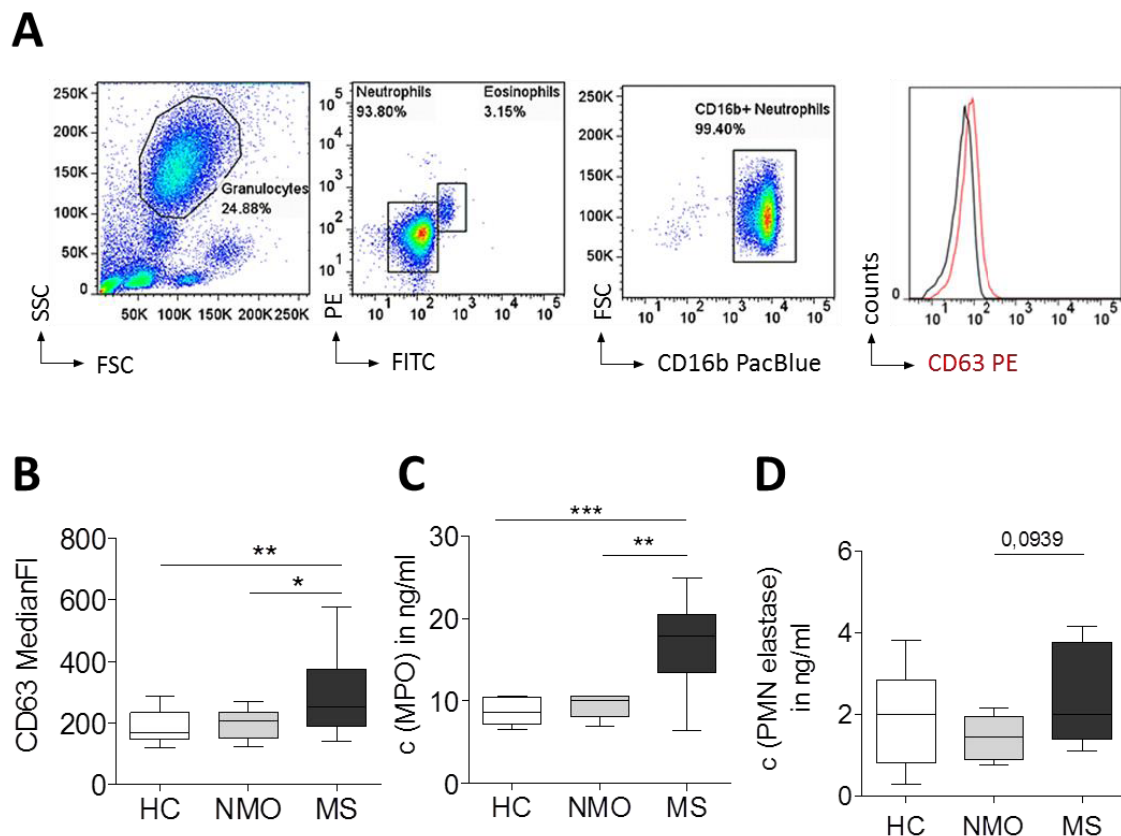 A
250K
200K
150K
100K
50K
0
Granulocytes
24.88%
50K 100K 150K 200K 250K
SSC
FSC
Neutrophils
93.80%
Eosinophils
3.15%
10^5
10^4
10^3
10^2
10^1
10^1 10^2 10^3 10^4 10^5
PE
FITC
CD16b+ Neutrophils
99.40%
250K
200K
150K
100K
50K
10^1 10^2 10^3 10^4 10^5
FSC
CD16b PacBlue
0
10^1 10^2 10^3 10^4 10^5
counts
CD63 PE
B
800
600
400
200
0
CD63 MedianFI
**
*
HC NMO MS
C
30
20
10
0
c (MPO) in ng/ml
***
**
HC NMO MS
D
6
4
2
0
c (PMN elastase)
in ng/ml
0,0939
HC NMO MS